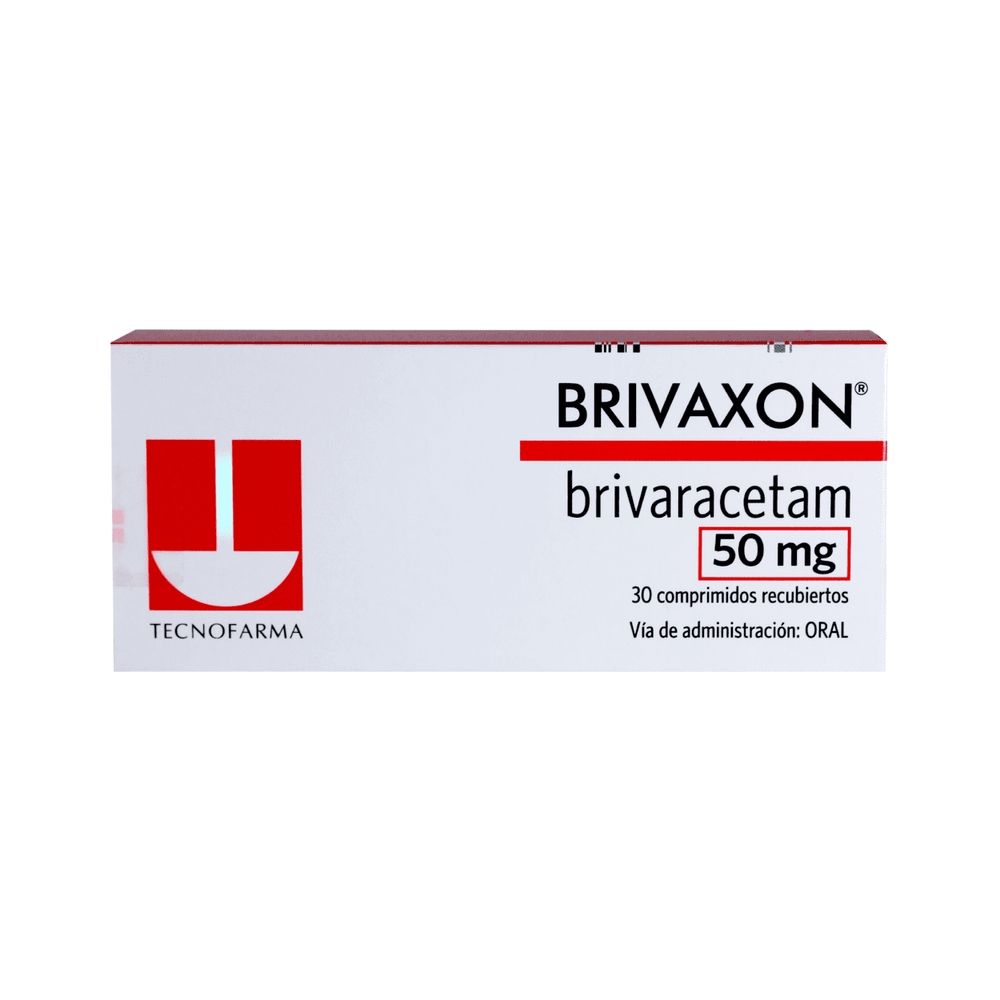 BRIVAXON®
brivaracetam
50 mg
30 comprimidos recubiertos
Vía de administración: ORAL
TECNOFARMA